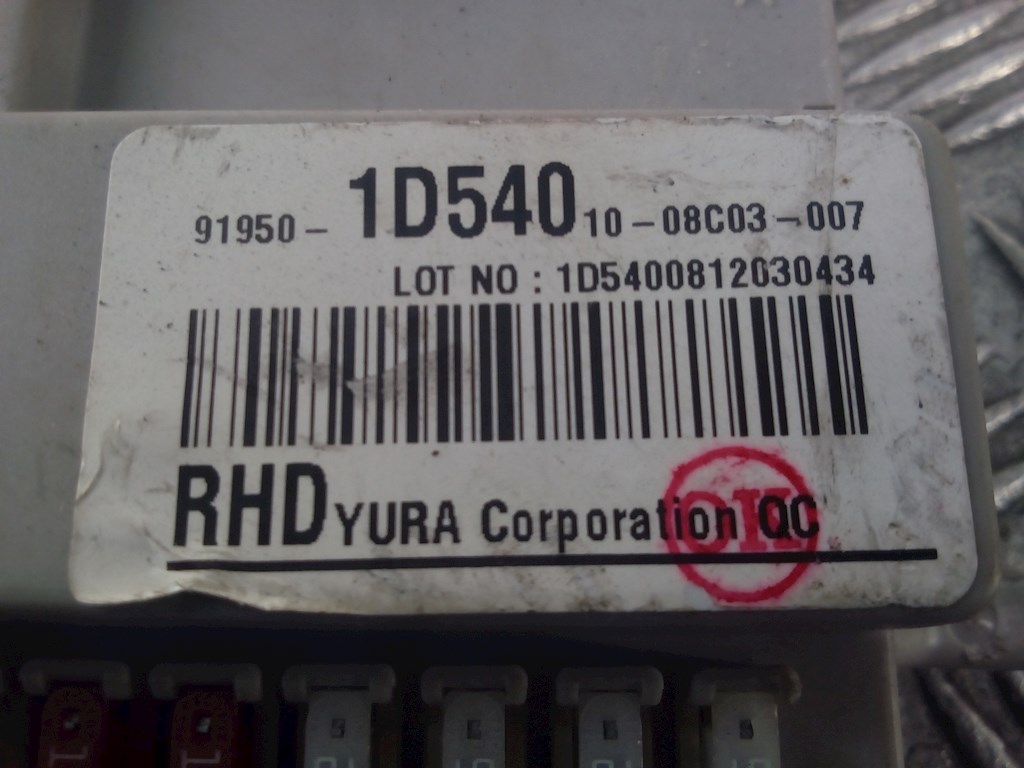 91950 - 1D540 10 - 08C03 - 007
LOT NO : 1D5400812030434
RHD YURA Corporation QC